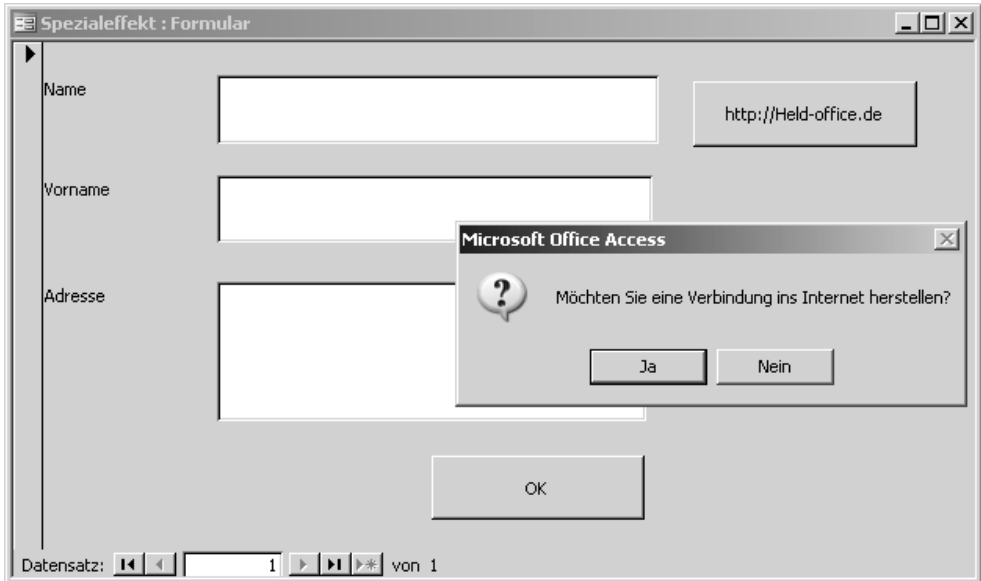 Spezialeffekt : Formular
Name
http://Held-office.de
Vorname
Microsoft Office Access
Möchten Sie eine Verbindung ins Internet herstellen?
Adresse
Ja
Nein
OK
Datensatz: 1 von 1